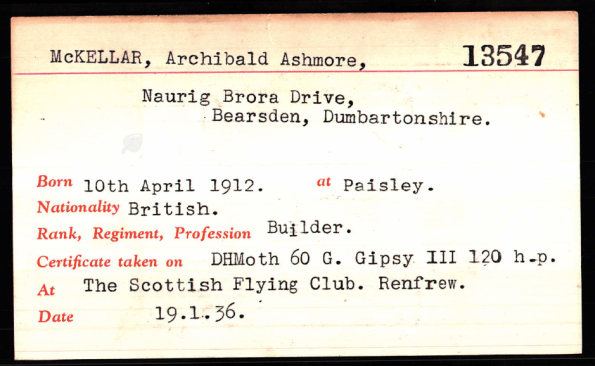 McKELLAR, Archibald Ashmore, 13547
Naurig Brora Drive,
Bearsden, Dumbartonshire.
Born 10th April 1912. at Paisley.
Nationality British.
Rank, Regiment, Profession Builder.
Certificate taken on DHMoth 60 G. Gipsy III 120 h.p.
At The Scottish Flying Club. Renfrew.
Date 19.1.36.